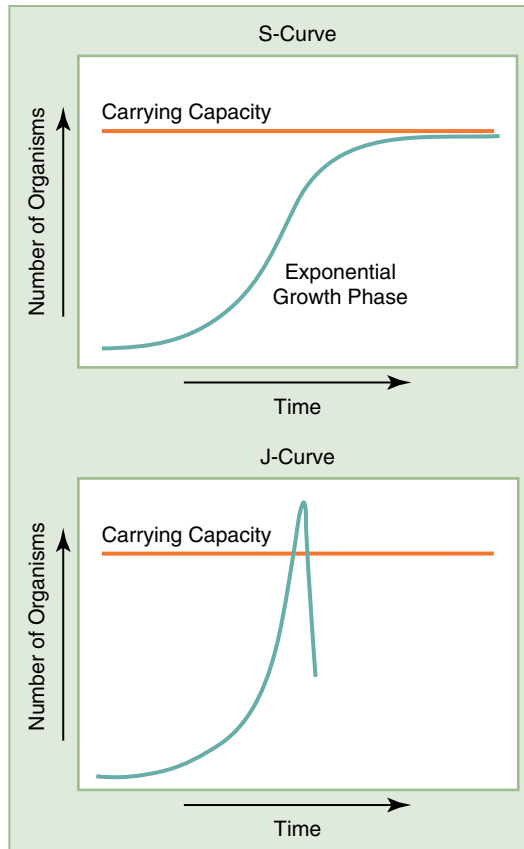 S-Curve
Carrying Capacity
Number of Organisms
Exponential
Growth Phase
Time
J-Curve
Carrying Capacity
Number of Organisms
Time